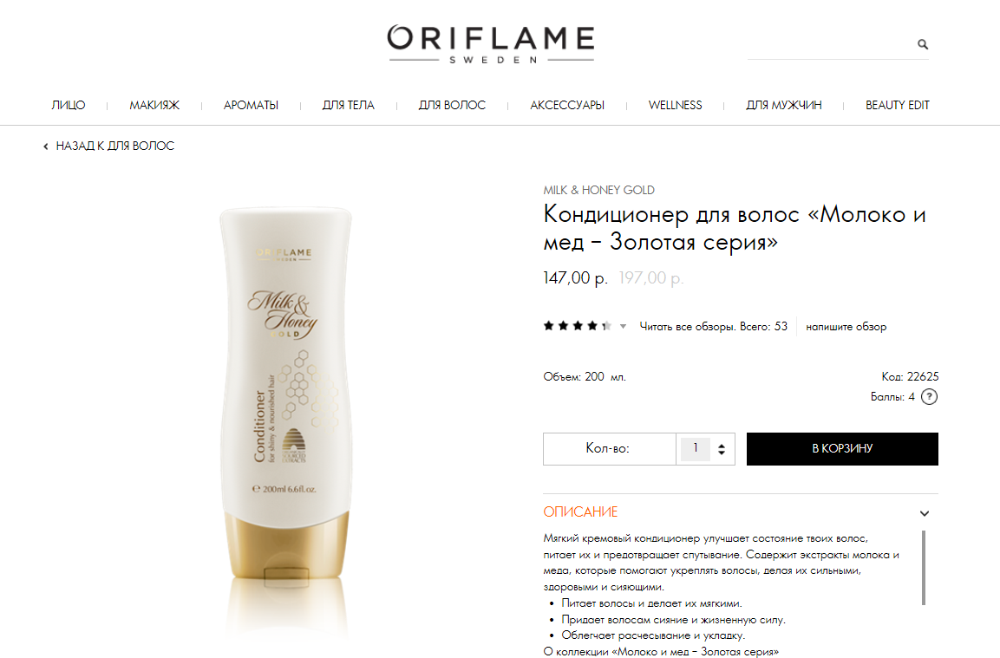 ORIFLAME
SWEDEN
ЛИЦО МАКИЯЖ АРОМАТЫ ДЛЯ ТЕЛА ДЛЯ ВОЛОС АКСЕССУАРЫ WELLNESS ДЛЯ МУЖЧИН BEAUTY EDIT
НАЗАД К ДЛЯ ВОЛОС
ORIFLAME
SWEDEN
Milk &
Honey
GOLD
Conditioner
for shiny & nourished hair
SOURCED
EXTRACTS
200ml 6.6fl.oz.
MILK & HONEY GOLD
Кондиционер для волос «Молоко и
мед – Золотая серия»
147,00 р. 197,00 р.
Читать все обзоры. Всего: 53 напишите обзор
Объем: 200 мл. Код: 22625
Баллы: 4 ?
Кол-во: 1 В КОРЗИНУ
ОПИСАНИЕ
Мягкий кремовый кондиционер улучшает состояние твоих волос,
питает их и предотвращает спутывание. Содержит экстракты молока и
меда, которые помогают укреплять волосы, делая их сильными,
здоровыми и сияющими.
• Питает волосы и делает их мягкими.
• Придает волосам сияние и жизненную силу.
• Облегчает расчесывание и укладку.
О коллекции «Молоко и мед – Золотая серия»